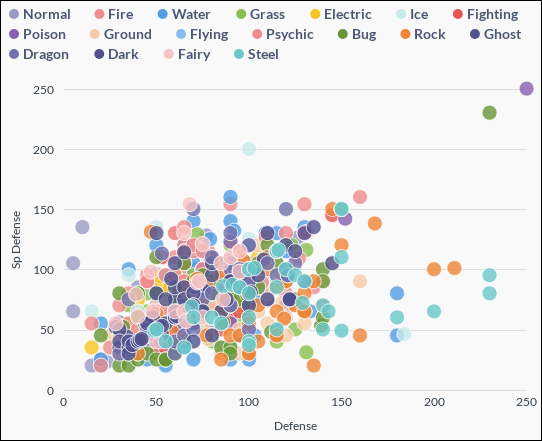 Normal Fire Water Grass Electric Ice Fighting
Poison Ground Flying Psychic Bug Rock Ghost
Dragon Dark Fairy Steel
250
200
150
100
50
0
Sp Defense
0 50 100 150 200 250
Defense